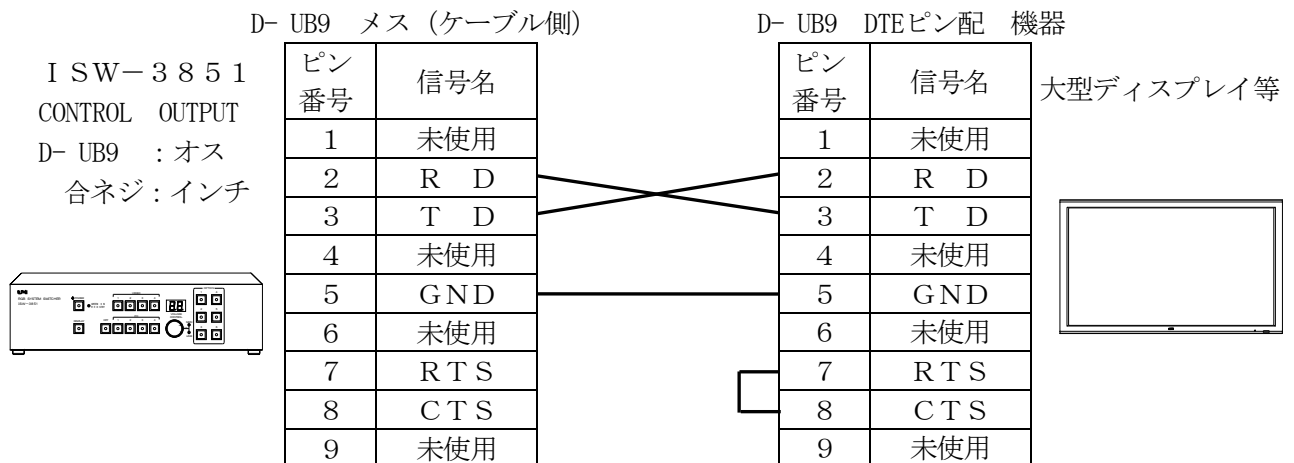 D- UB9 メス（ケーブル側）
D- UB9 DTEピン配 機器
ＩSW－３８５１
CONTROL OUTPUT
D- UB9 ：オス
合ネジ：インチ
大型ディスプレイ等
ピン番号 信号名
1 未使用
2 R D
3 T D
4 未使用
5 GND
6 未使用
7 RTS
8 CTS
9 未使用
ピン番号 信号名
1 未使用
2 R D
3 T D
4 未使用
5 GND
6 未使用
7 RTS
8 CTS
9 未使用
RGB SYSTEM SWITCHER
ISW-3851